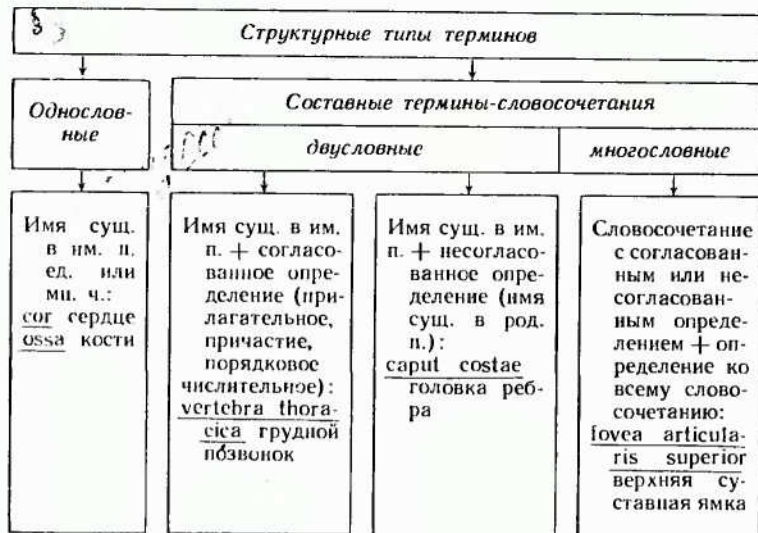 § 3
Структурные типы терминов
Однослов-
ные
Составные термины-словосочетания
двусловные
многословные
Имя сущ.
в им. п.
ед. или
мн. ч.:
cor сердце
ossa кости
Имя сущ. в им.
п. + согласо-
ванное опре-
деление (при-
лагательное,
причастие,
порядковое
числительное):
vertebra thora-
cica грудной
позвонок
Имя сущ. в им.
п. + несогласо-
ванное опре-
деление (имя
сущ. в род.
п.):
caput costae
головка реб-
ра
Словосочетание
с согласован-
ным или не-
согласован-
ным опреде-
лением + оп-
ределение ко
всему слово-
сочетанию:
fovea articula-
ris superior
верхняя су-
ставная ямка